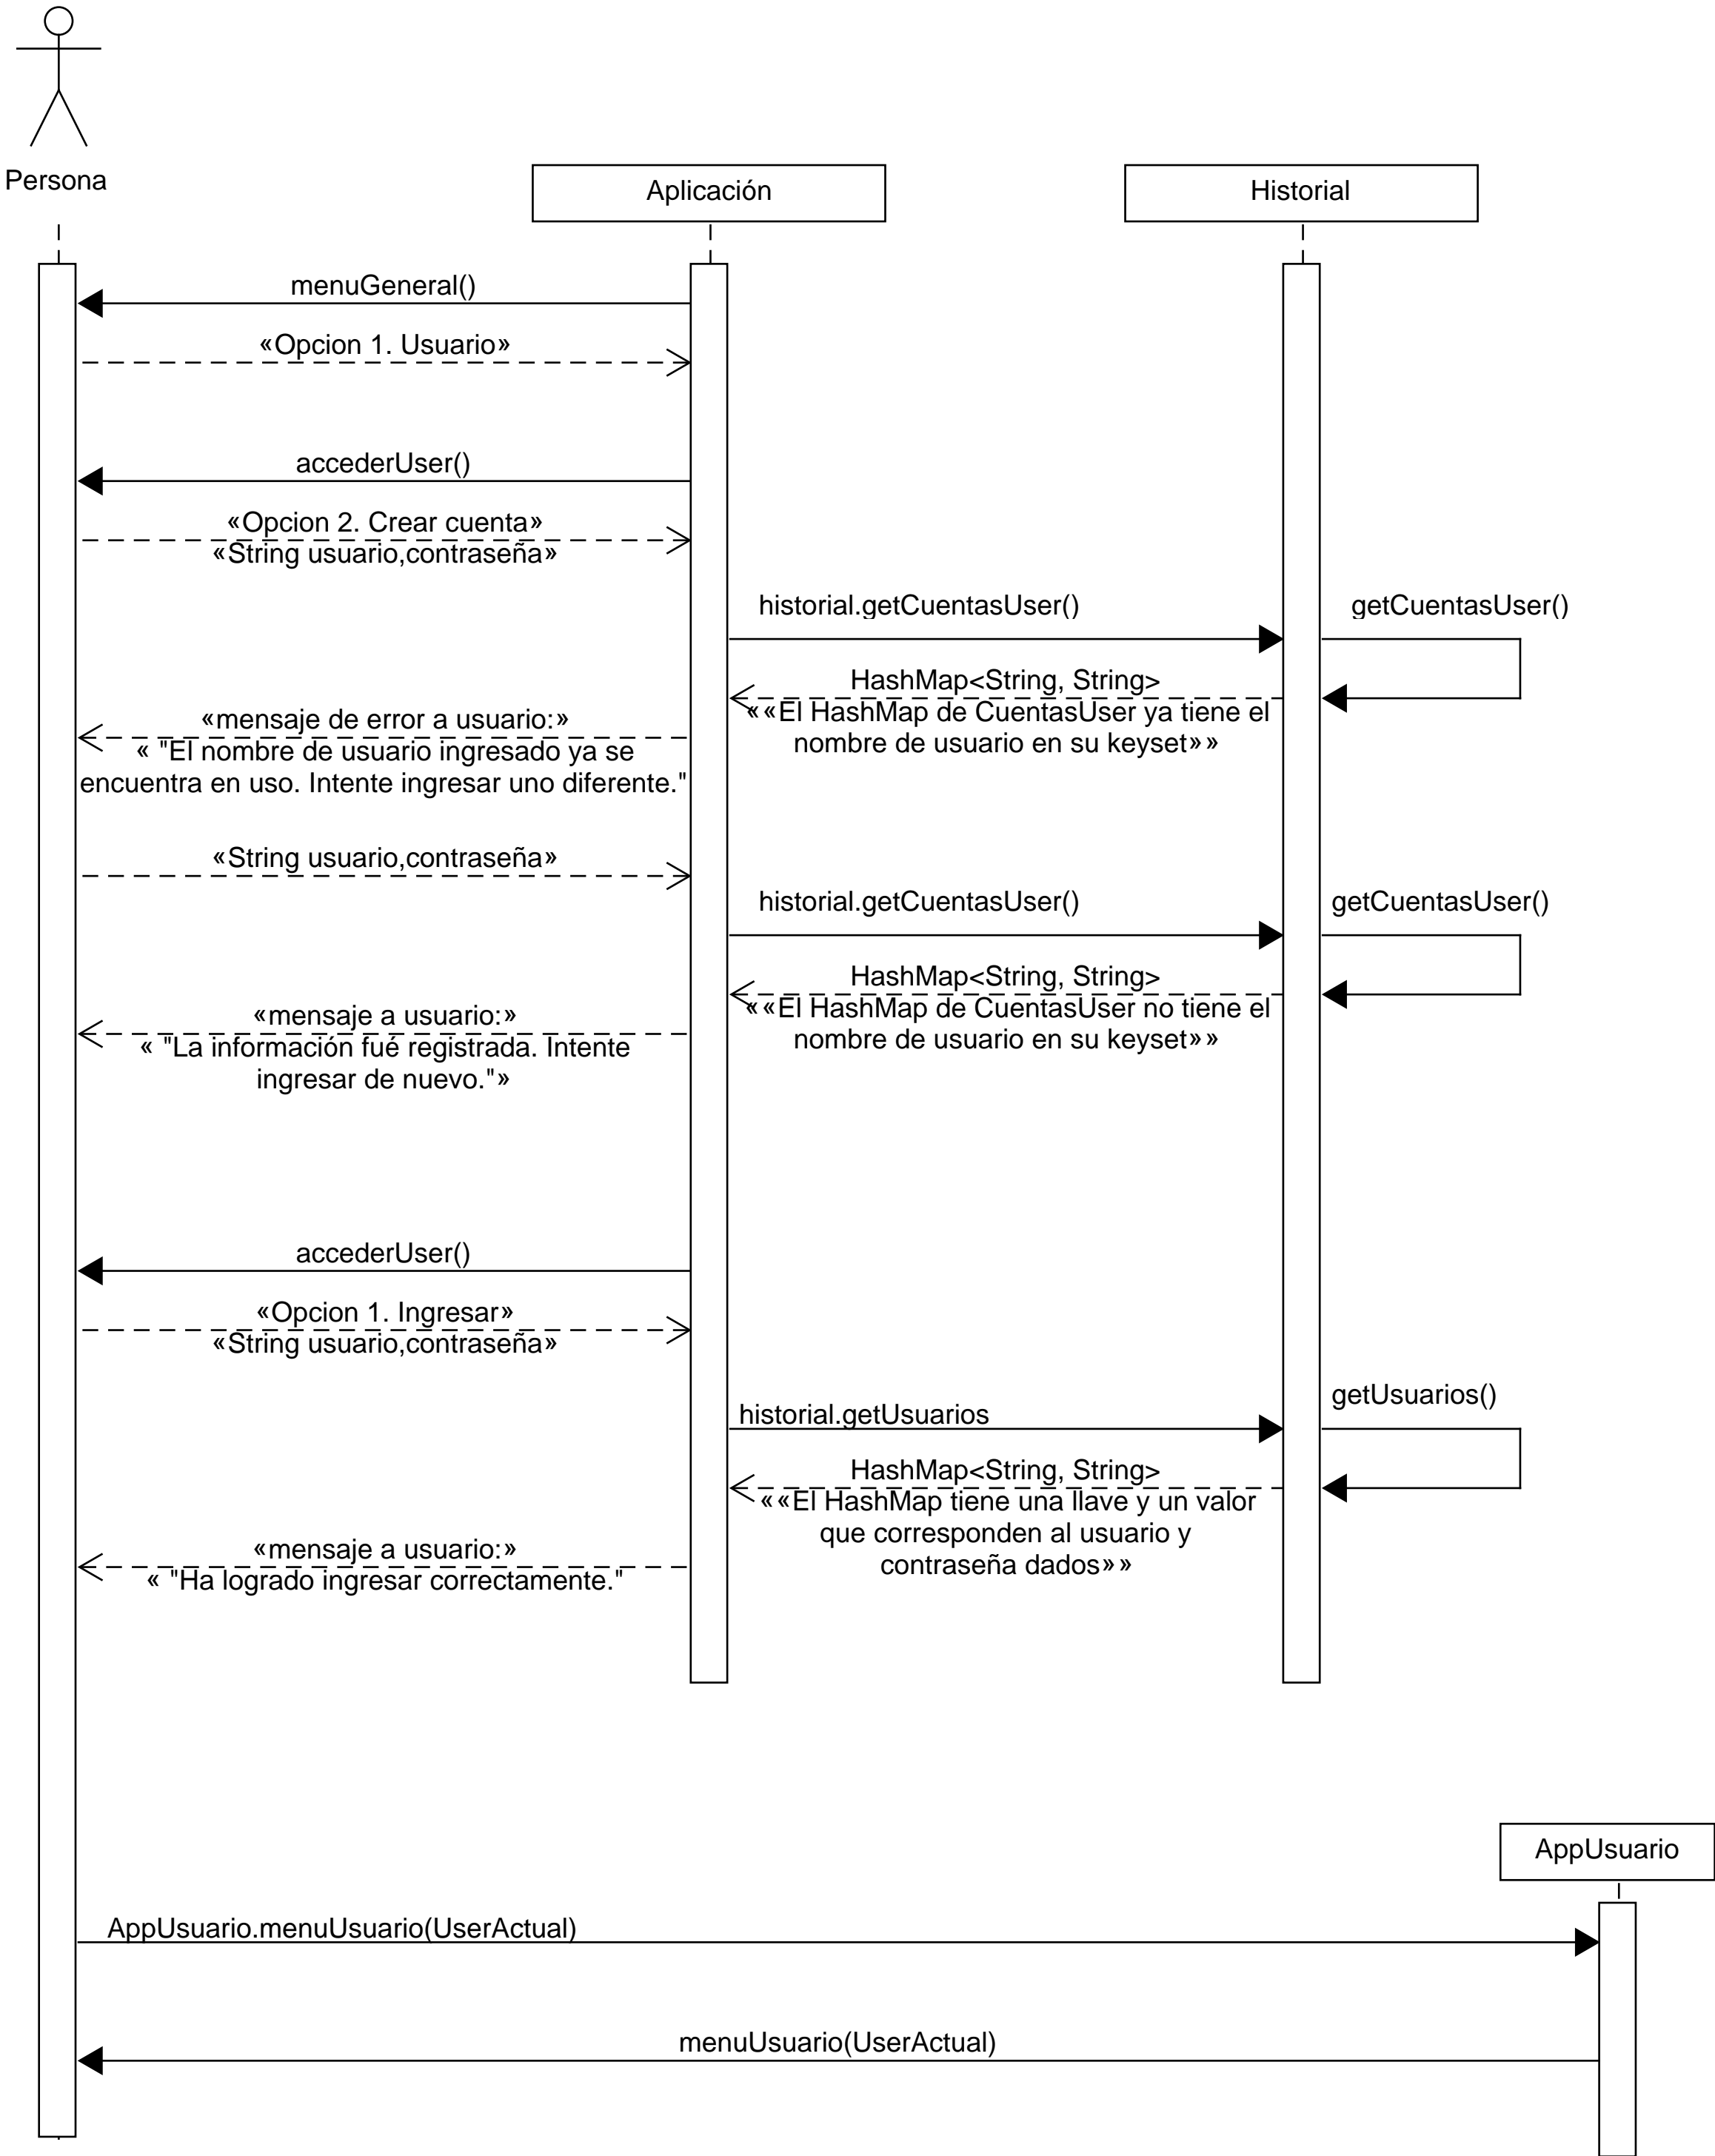 Persona
Aplicación
Historial
menuGeneral()
«Opcion 1. Usuario»
accederUser()
«Opcion 2. Crear cuenta»
«String usuario,contraseña»
historial.getCuentasUser()
getCuentasUser()
HashMap<String, String>
««El HashMap de CuentasUser ya tiene el
nombre de usuario en su keyset»»
«mensaje de error a usuario:»
« "El nombre de usuario ingresado ya se
encuentra en uso. Intente ingresar uno diferente."
«String usuario,contraseña»
historial.getCuentasUser()
getCuentasUser()
HashMap<String, String>
««El HashMap de CuentasUser no tiene el
nombre de usuario en su keyset»»
«mensaje a usuario:»
« "La información fué registrada. Intente
ingresar de nuevo."»
accederUser()
«Opcion 1. Ingresar»
«String usuario,contraseña»
historial.getUsuarios
getUsuarios()
HashMap<String, String>
««El HashMap tiene una llave y un valor
que corresponden al usuario y
contraseña dados»»
«mensaje a usuario:»
« "Ha logrado ingresar correctamente."
AppUsuario
AppUsuario.menuUsuario(UserActual)
menuUsuario(UserActual)